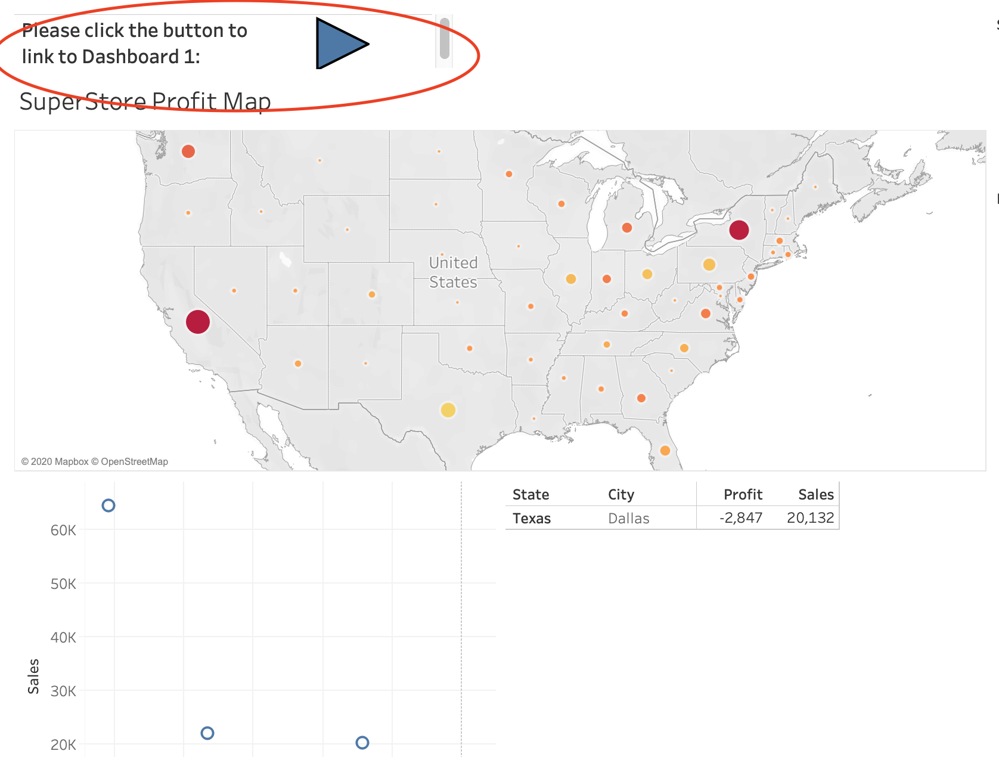 Please click the button to
link to Dashboard 1:
SuperStore Profit Map
United
States
© 2020 Mapbox © OpenStreetMap
State City Profit Sales
Texas Dallas -2,847 20,132
60K
50K
40K
30K
20K
Sales